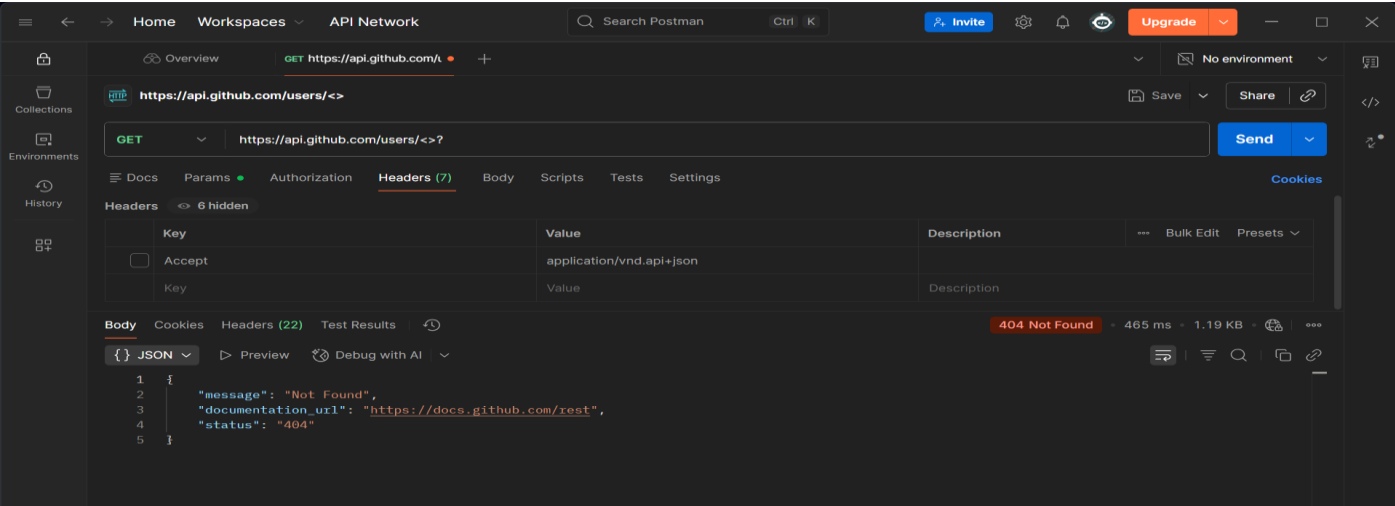 Home Workspaces API Network Search Postman Ctrl K Invite Upgrade
Overview GET https://api.github.com/u No environment
Collections
HTTP https://api.github.com/users/<> Save Share
GET https://api.github.com/users/<>? Send
Environments
Docs Params Authorization Headers (7) Body Scripts Tests Settings Cookies
History
Headers 6 hidden
Key Value Description Bulk Edit Presets
Accept application/vnd.api+json
Key Value Description
Body Cookies Headers (22) Test Results 404 Not Found 465 ms 1.19 KB
{} JSON Preview Debug with AI
1 {
2 "message": "Not Found",
3 "documentation_url": "https://docs.github.com/rest",
4 "status": "404"
5 }